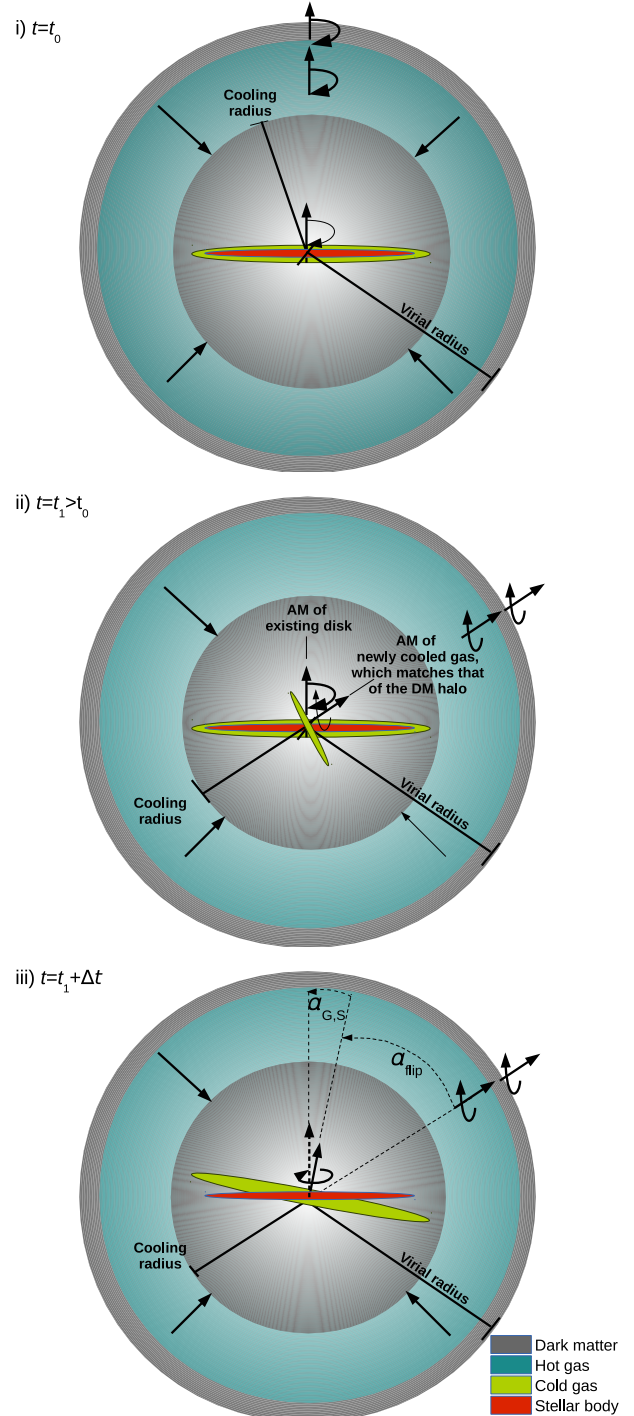 i) t=t0
Cooling
radius
Virial radius
ii) t=t1>t0
AM of
existing disk
AM of
newly cooled gas,
which matches that
of the DM halo
Cooling
radius
Virial radius
iii) t=t1+Δt
αG,S
αflip
Cooling
radius
Virial radius
Dark matter
Hot gas
Cold gas
Stellar body